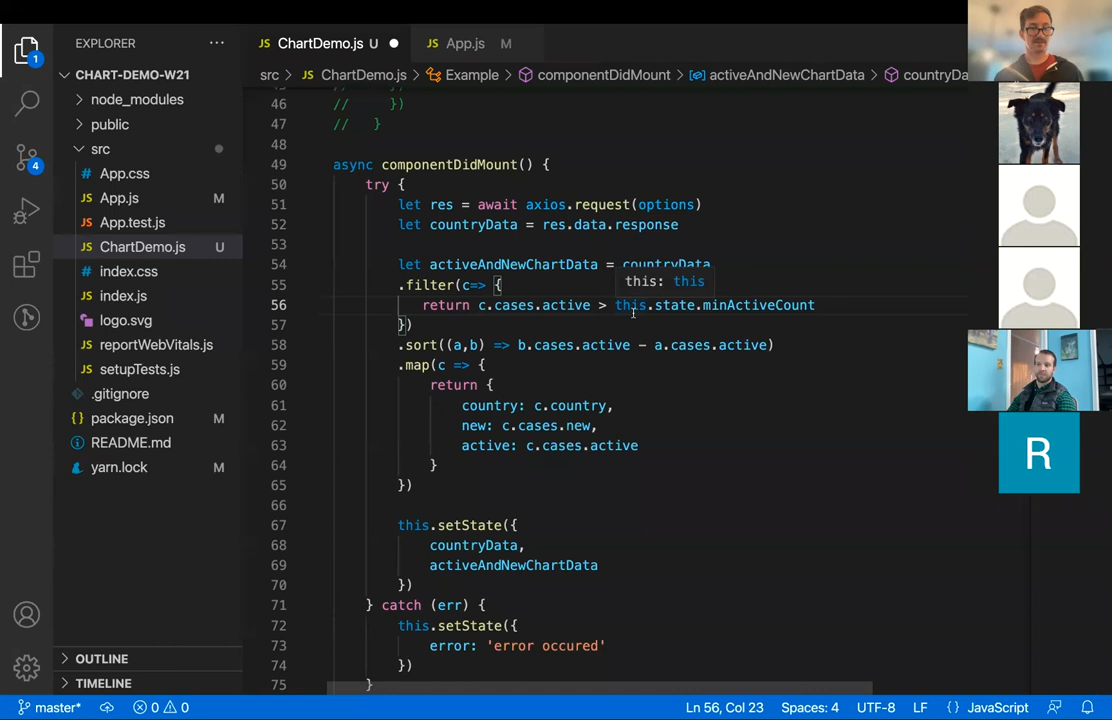 EXPLORER
CHART-DEMO-W21
node_modules
public
src
App.css
App.js M
App.test.js
ChartDemo.js U
index.css
index.js
logo.svg
reportWebVitals.js
setupTests.js
.gitignore
package.json M
README.md
yarn.lock M
OUTLINE
TIMELINE
1
4
JS ChartDemo.js U
JS App.js M
src > JS ChartDemo.js > Example > componentDidMount > activeAndNewChartData >
46 // })
47 // }
48
49 async componentDidMount() {
50 try {
51 let res = await axios.request(options)
52 let countryData = res.data.response
53
54 let activeAndNewChartData = countryData
this: this
55 .filter(c=> {
56 return c.cases.active > this.state.minActiveCount
57 })
58 .sort((a,b) => b.cases.active - a.cases.active)
59 .map(c => {
60 return {
61 country: c.country,
62 new: c.cases.new,
63 active: c.cases.active
64 }
65 })
66
67 this.setState({
68 countryData,
69 activeAndNewChartData
70 })
71 } catch (err) {
72 this.setState({
73 error: 'error occured'
74 })
75 }
R
master* 0 0 Ln 56, Col 23 Spaces: 4 UTF-8 LF {} JavaScript